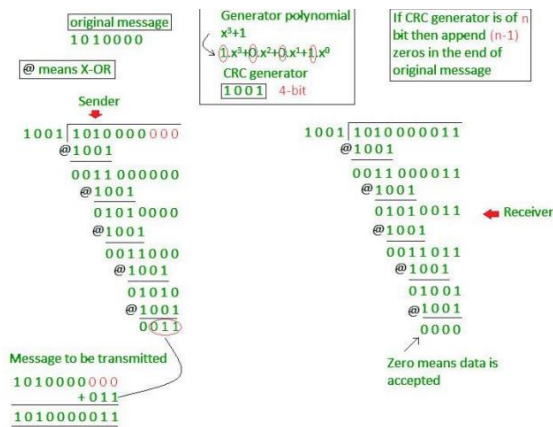 original message
1010000
@ means X-OR
Generator polynomial
x³+1
1.x³+0.x²+0.x¹+1.x⁰
CRC generator
1001 4-bit
If CRC generator is of n
bit then append (n-1)
zeros in the end of
original message
Sender
1001 1010000000
@1001
0011000000
@1001
01010000
@1001
0011000
@1001
01010
@1001
0011
Message to be transmitted
1010000000
+011
1010000011
1001 1010000011
@1001
0011000011
@1001
01010011
@1001
0011011
@1001
01001
@1001
0000
Receiver
Zero means data is
accepted